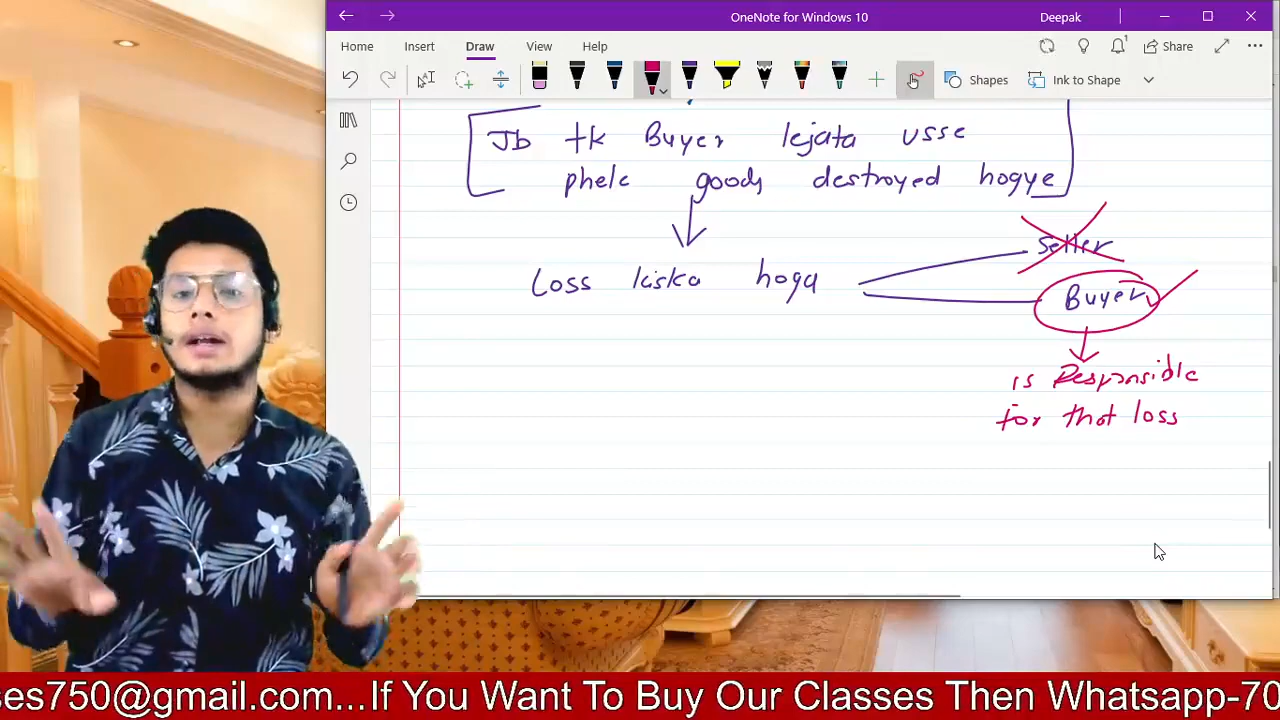 OneNote for Windows 10
Deepak
Home Insert Draw View Help
Share
Shapes
Ink to Shape
Jb tk Buyer lejata usse
phele goods destroyed hogye
Seller
Loss kiska hoga
Buyer
is Responsible
for that loss
ses750@gmail.com...If You Want To Buy Our Classes Then Whatsapp-70